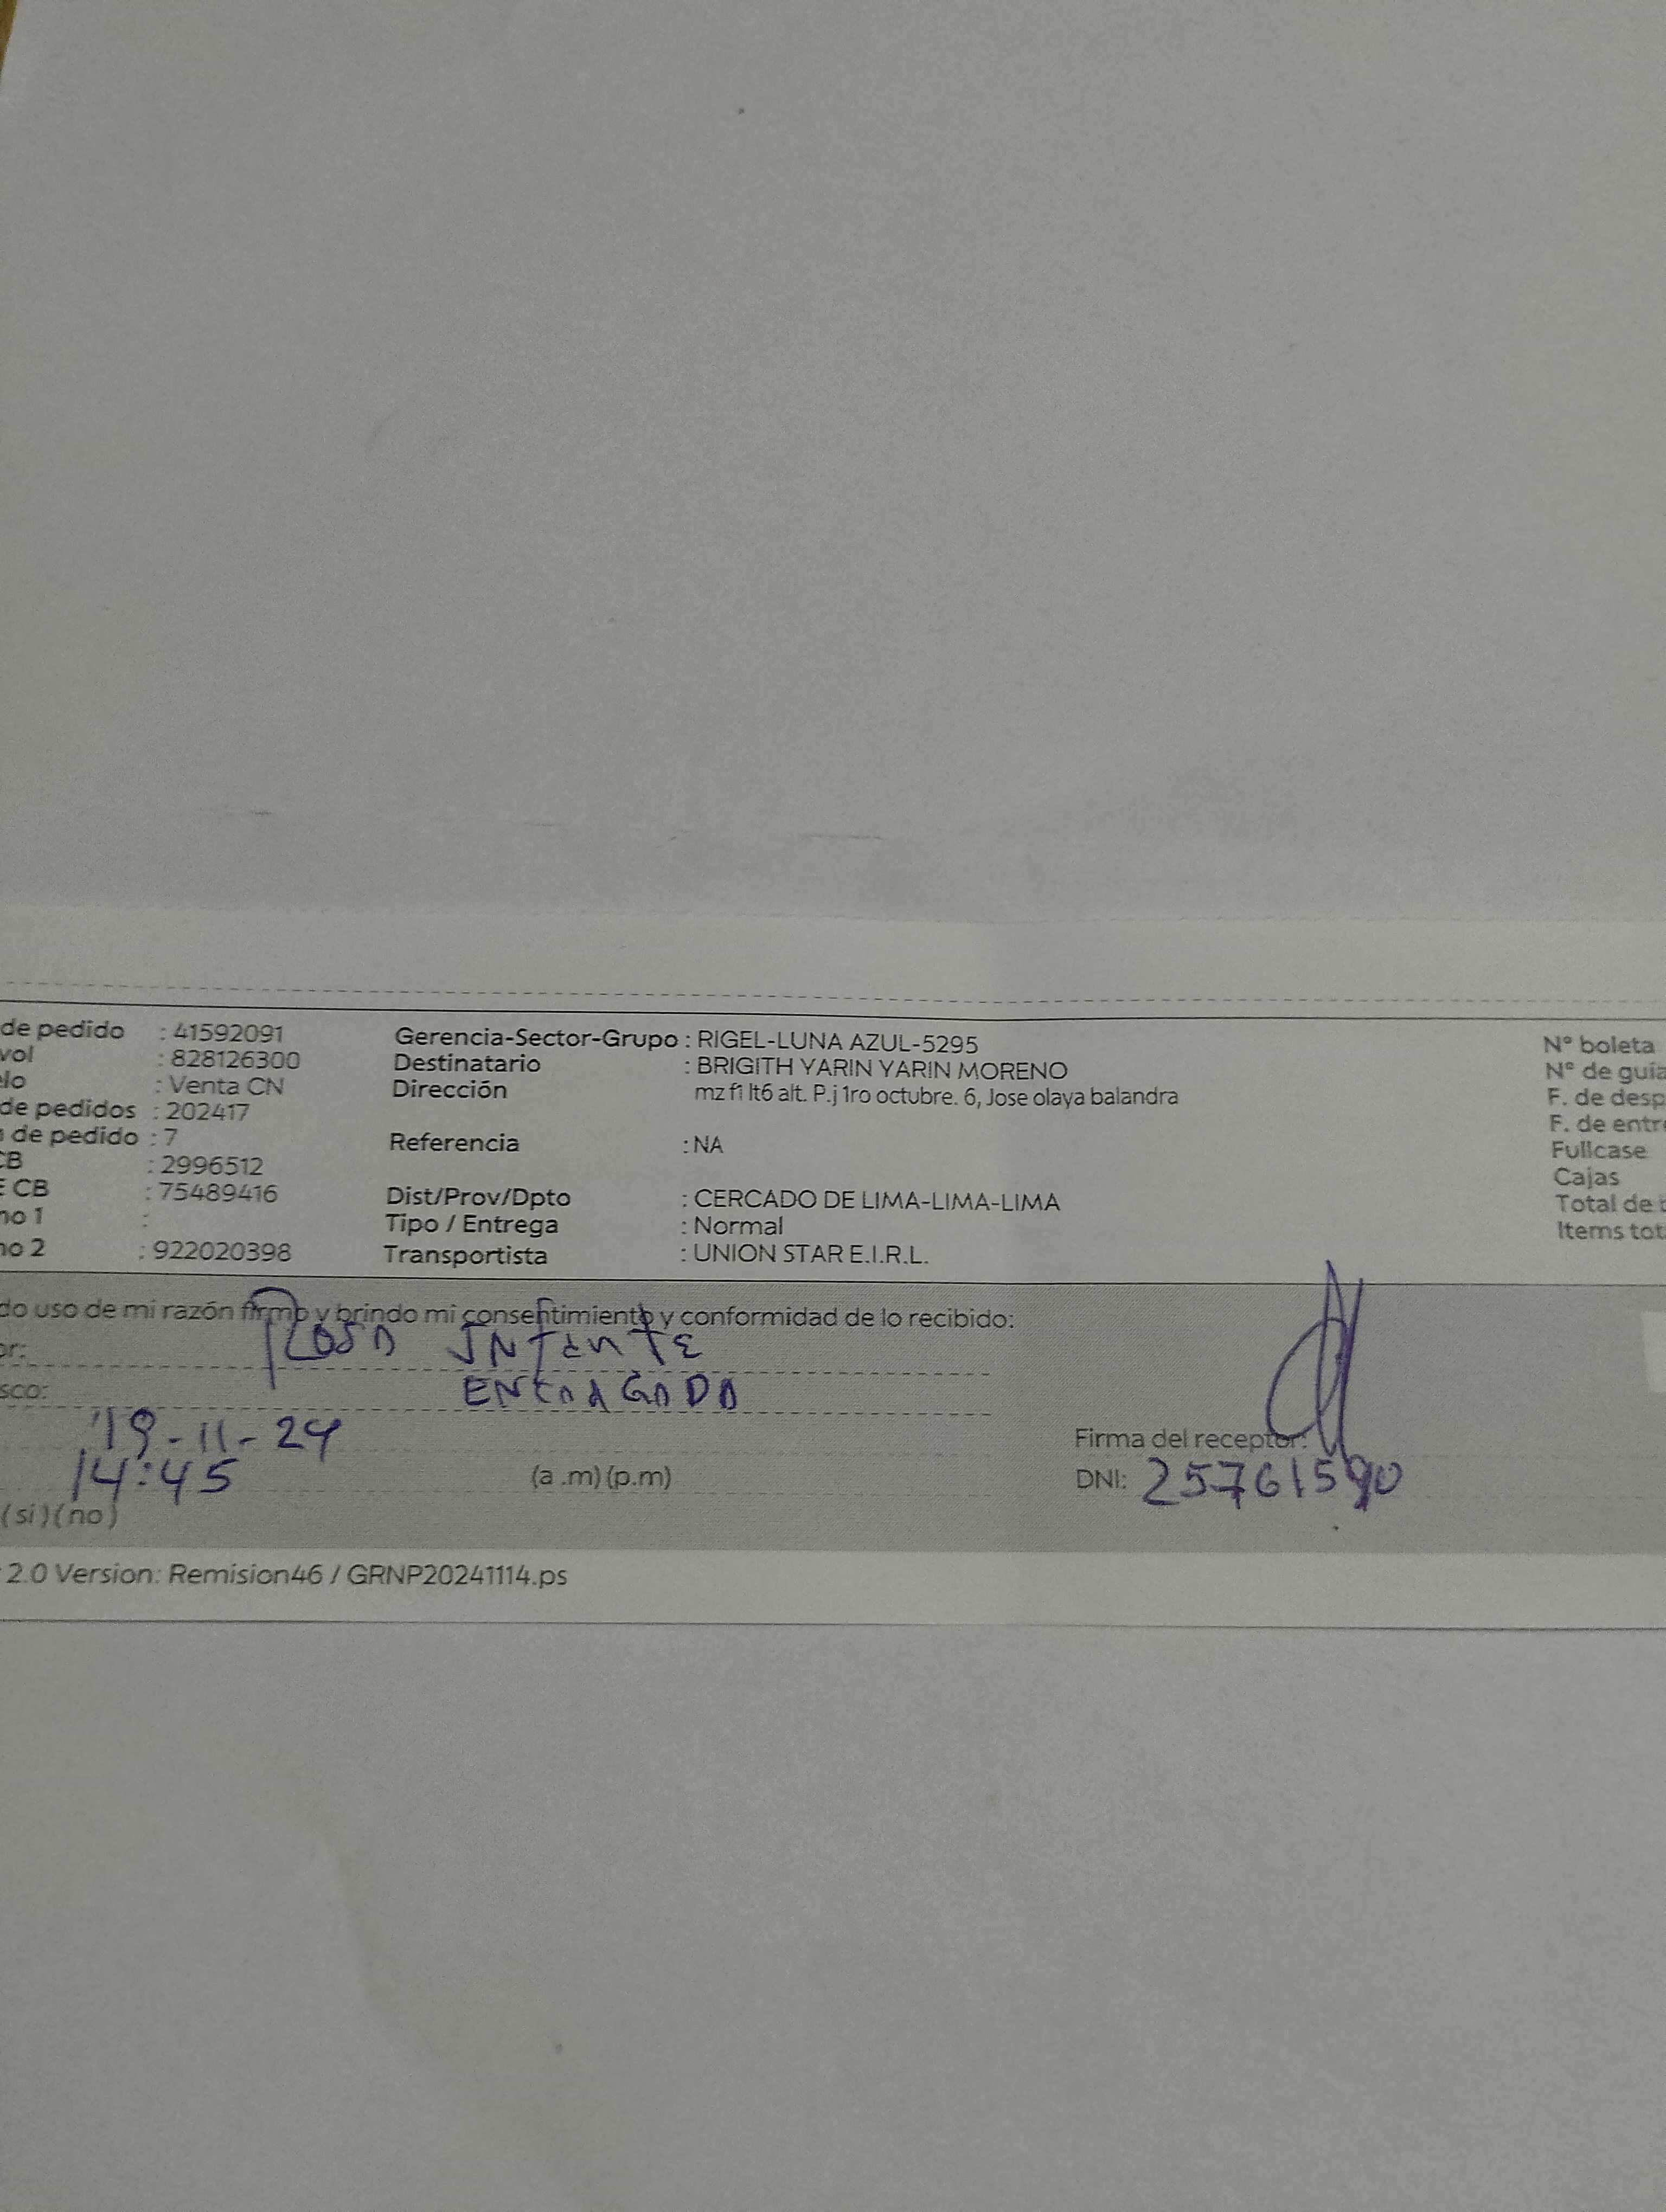 de pedido : 41592091
vol : 828126300
elo : Venta CN
de pedidos : 202417
de pedido : 7
CB : 2996512
E CB : 75489416
no 1 :
no 2 : 922020398
Gerencia-Sector-Grupo : RIGEL-LUNA AZUL-5295
Destinatario : BRIGITH YARIN YARIN MORENO
Dirección mz f1 lt6 alt. P.j 1ro octubre. 6, Jose olaya balandra
Referencia : NA
Dist/Prov/Dpto : CERCADO DE LIMA-LIMA-LIMA
Tipo / Entrega : Normal
Transportista : UNION STAR E.I.R.L.
N° boleta
N° de guía
F. de desp
F. de entre
Fullcase
Cajas
Total de
Items tot
do uso de mi razón firmo y brindo mi consentimiento y conformidad de lo recibido:
or: ROSA INFANTE
sco:
19-11-24
14:45 (a .m) (p.m)
Firma del receptor:
DNI: 25761590
(si) (no)
2.0 Version: Remision46 / GRNP20241114.ps